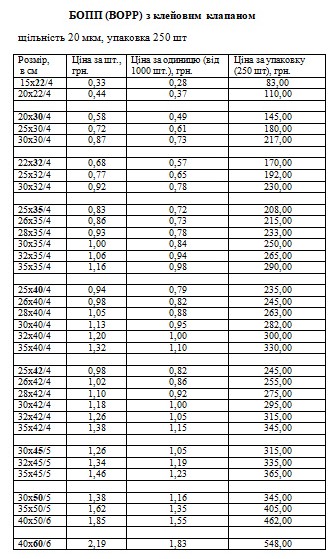 БОПП (ВОРР) з клейовим клапаном
щільність 20 мкм, упаковка 250 шт
Розмір, в см Ціна за шт., грн. Ціна за одиницю (від 1000 шт.), грн. Ціна за упаковку (250 шт), грн.
15x22/4 0,33 0,28 83,00
20x22/4 0,44 0,37 110,00
20x30/4 0,58 0,49 145,00
25x30/4 0,72 0,61 180,00
30x30/4 0,87 0,73 217,00
22x32/4 0,68 0,57 170,00
25x32/4 0,77 0,65 192,00
30x32/4 0,92 0,78 230,00
25x35/4 0,83 0,72 208,00
26x35/4 0,86 0,73 215,00
28x35/4 0,93 0,78 233,00
30x35/4 1,00 0,84 250,00
32x35/4 1,06 0,94 265,00
35x35/4 1,16 0,98 290,00
25x40/4 0,94 0,79 235,00
26x40/4 0,98 0,82 245,00
28x40/4 1,05 0,88 263,00
30x40/4 1,13 0,95 282,00
32x40/4 1,20 1,00 300,00
35x40/4 1,32 1,10 330,00
25x42/4 0,98 0,82 245,00
26x42/4 1,02 0,86 255,00
28x42/4 1,10 0,92 275,00
30x42/4 1,18 1,00 295,00
32x42/4 1,26 1,05 315,00
35x42/4 1,38 1,15 345,00
30x45/5 1,26 1,05 315,00
32x45/5 1,34 1,19 335,00
35x45/5 1,46 1,23 365,00
30x50/5 1,38 1,16 345,00
35x50/5 1,62 1,35 405,00
40x50/6 1,85 1,55 462,00
40x60/6 2,19 1,83 548,00